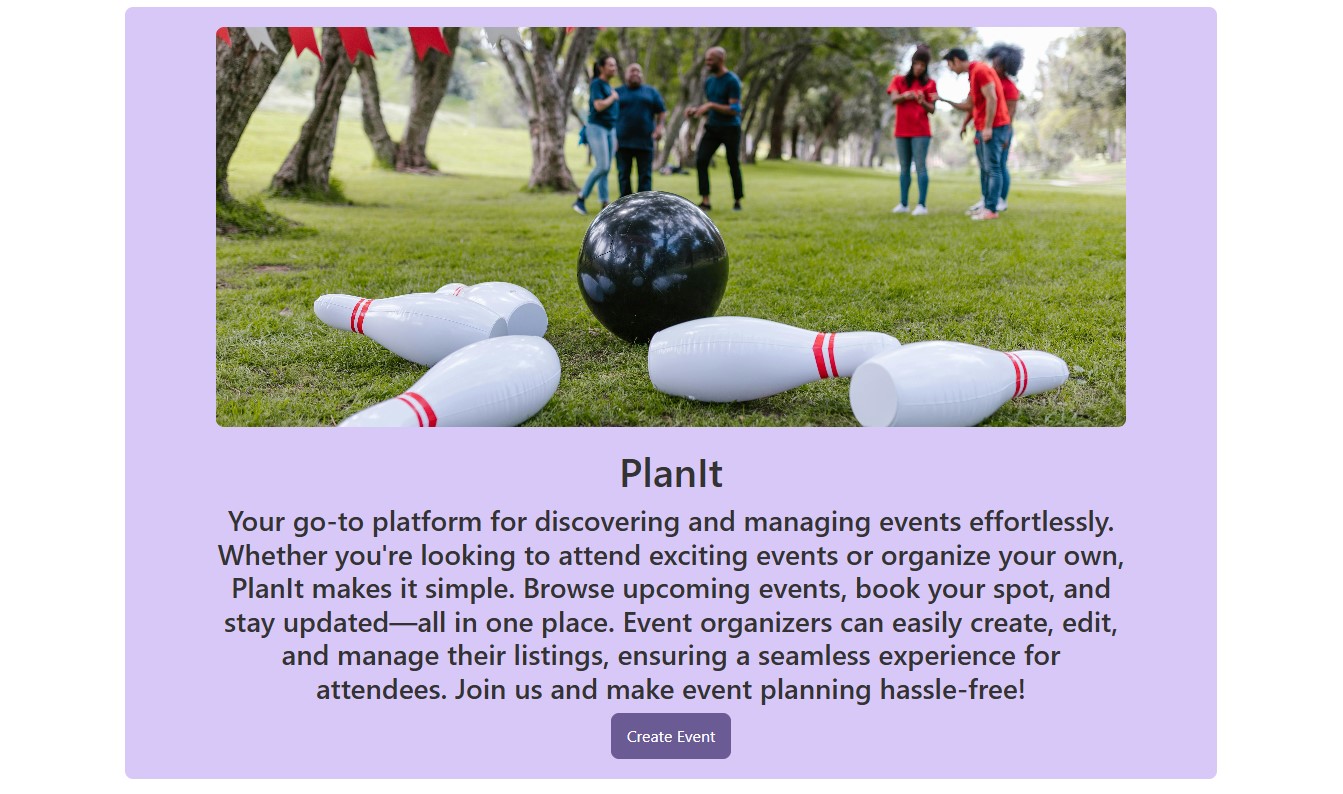 PlanIt
Your go-to platform for discovering and managing events effortlessly.
Whether you're looking to attend exciting events or organize your own,
PlanIt makes it simple. Browse upcoming events, book your spot, and
stay updated—all in one place. Event organizers can easily create, edit,
and manage their listings, ensuring a seamless experience for
attendees. Join us and make event planning hassle-free!
Create Event